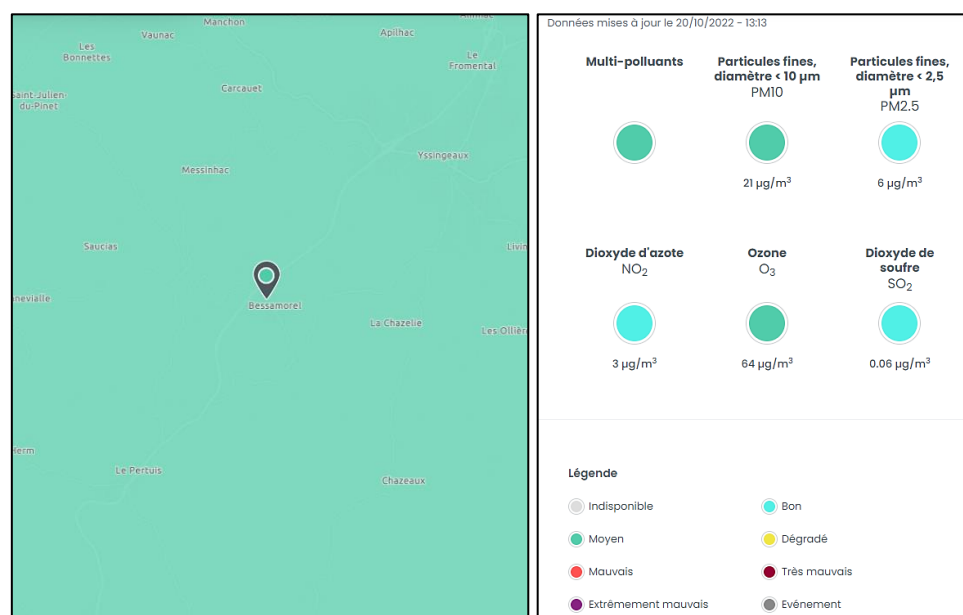 Manchon
Vaunac
Apilhac
Les
Bonnettes
Le
Fromental
Carcauet
Saint-Julien-
du-Pinet
Yssingeaux
Messinhac
Saucias
Livin
nevialle
Bessamorel
La Chazelie
Les Ollièr
Herm
Le Pertuis
Chazeaux
Données mises à jour le 20/10/2022 - 13:13
Multi-polluants
Particules fines,
diamètre < 10 µm
PM10
21 µg/m³
Particules fines,
diamètre < 2,5
µm
PM2.5
6 µg/m³
Dioxyde d'azote
NO₂
3 µg/m³
Ozone
O₃
64 µg/m³
Dioxyde de
soufre
SO₂
0.06 µg/m³
Légende
Indisponible
Bon
Moyen
Dégradé
Mauvais
Très mauvais
Extrêmement mauvais
Evénement